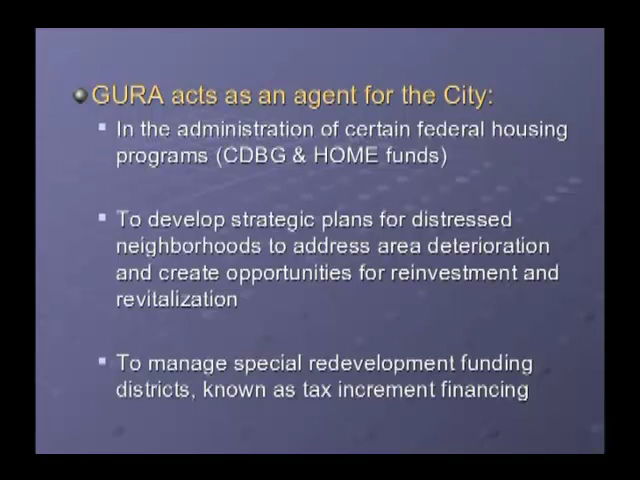 GURA acts as an agent for the City:
In the administration of certain federal housing
programs (CDBG & HOME funds)
To develop strategic plans for distressed
neighborhoods to address area deterioration
and create opportunities for reinvestment and
revitalization
To manage special redevelopment funding
districts, known as tax increment financing